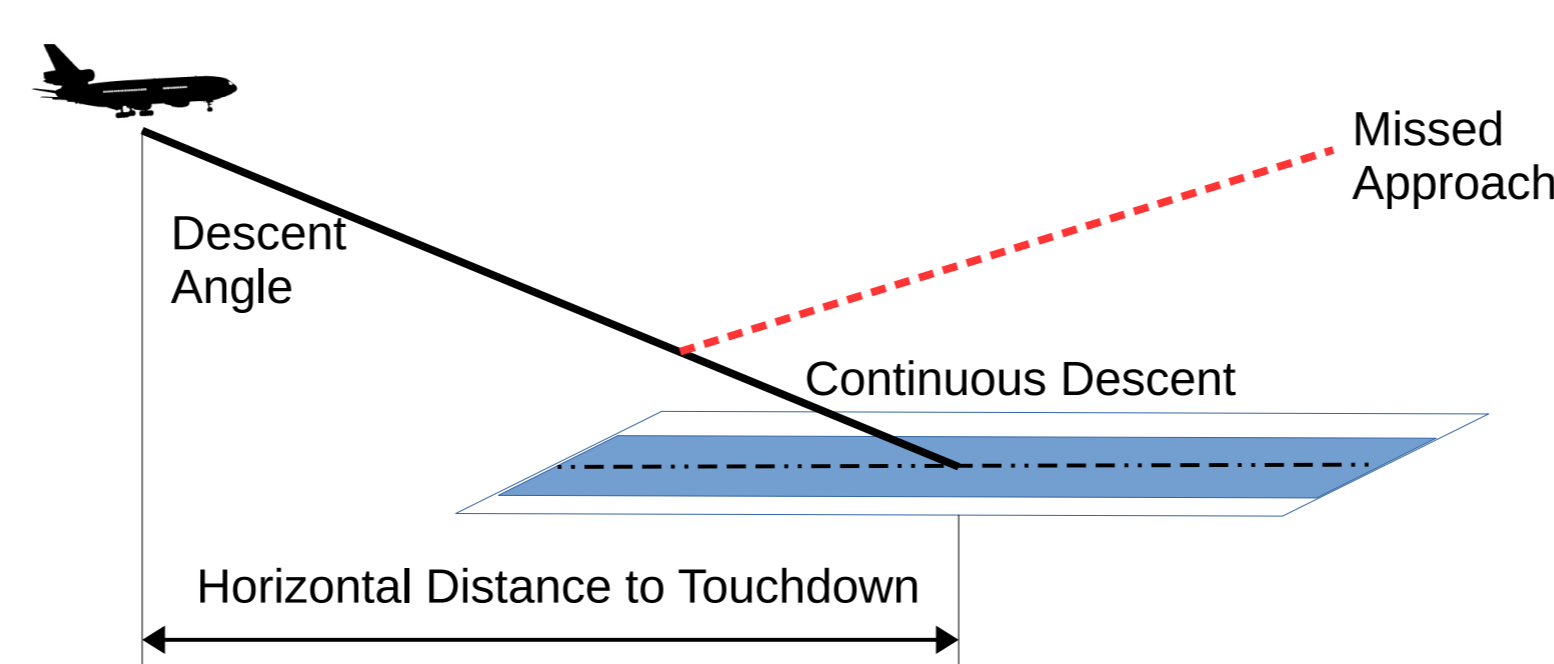 Missed
Approach
Descent
Angle
Continuous Descent
Horizontal Distance to Touchdown